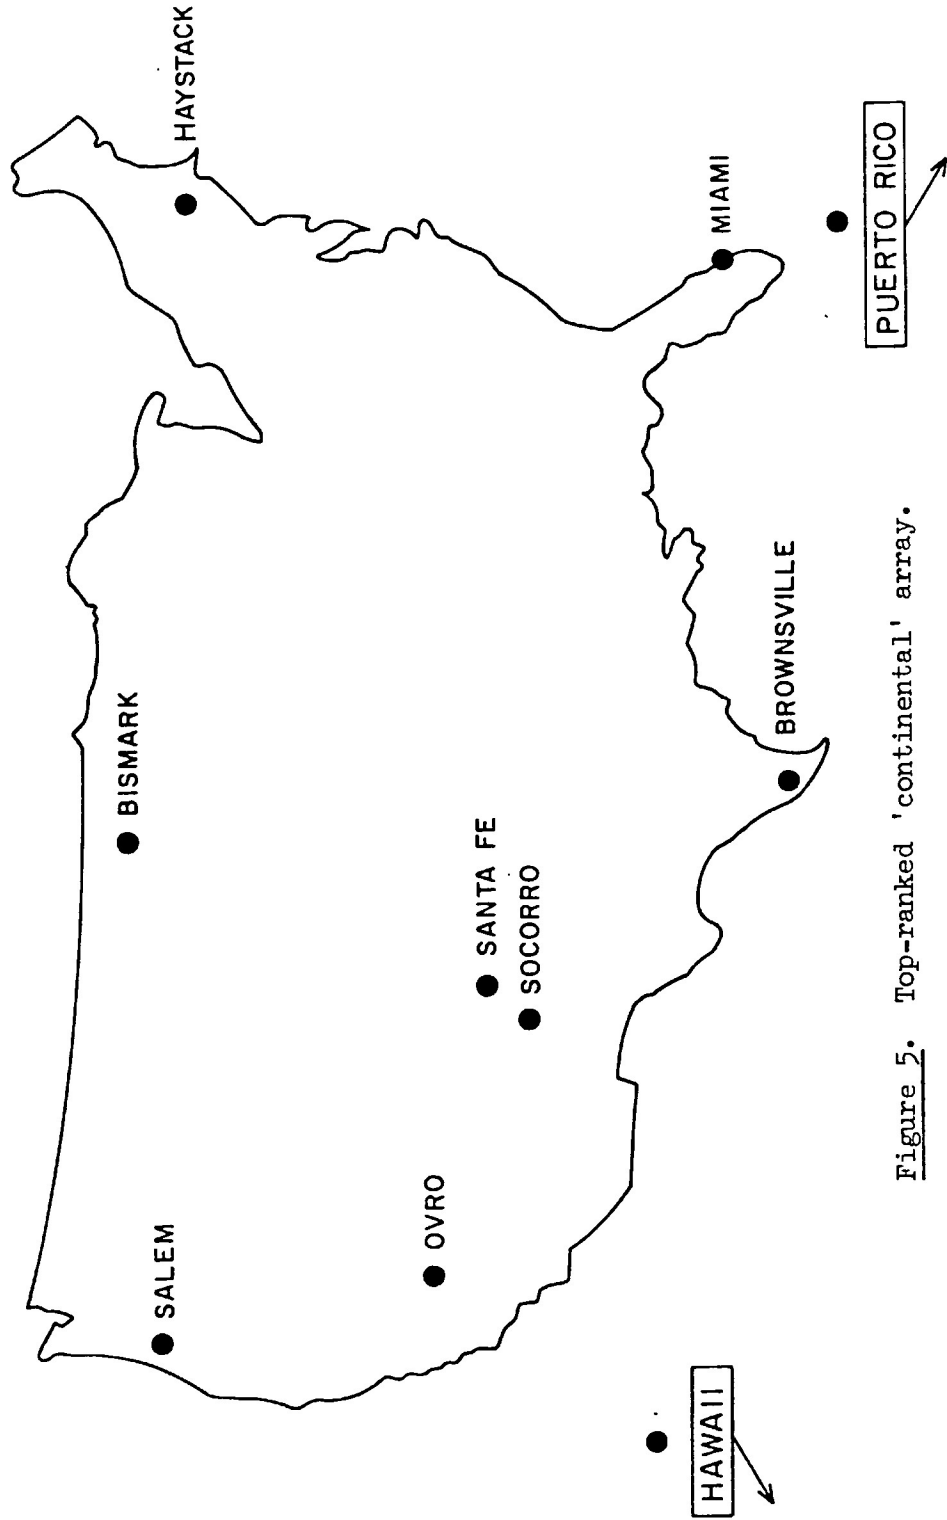 HAYSTACK
BISMARK
SALEM
SANTA FE
SOCORRO
OVRO
MIAMI
BROWNSVILLE
HAWAII
PUERTO RICO
Figure 5. Top-ranked 'continental' array.